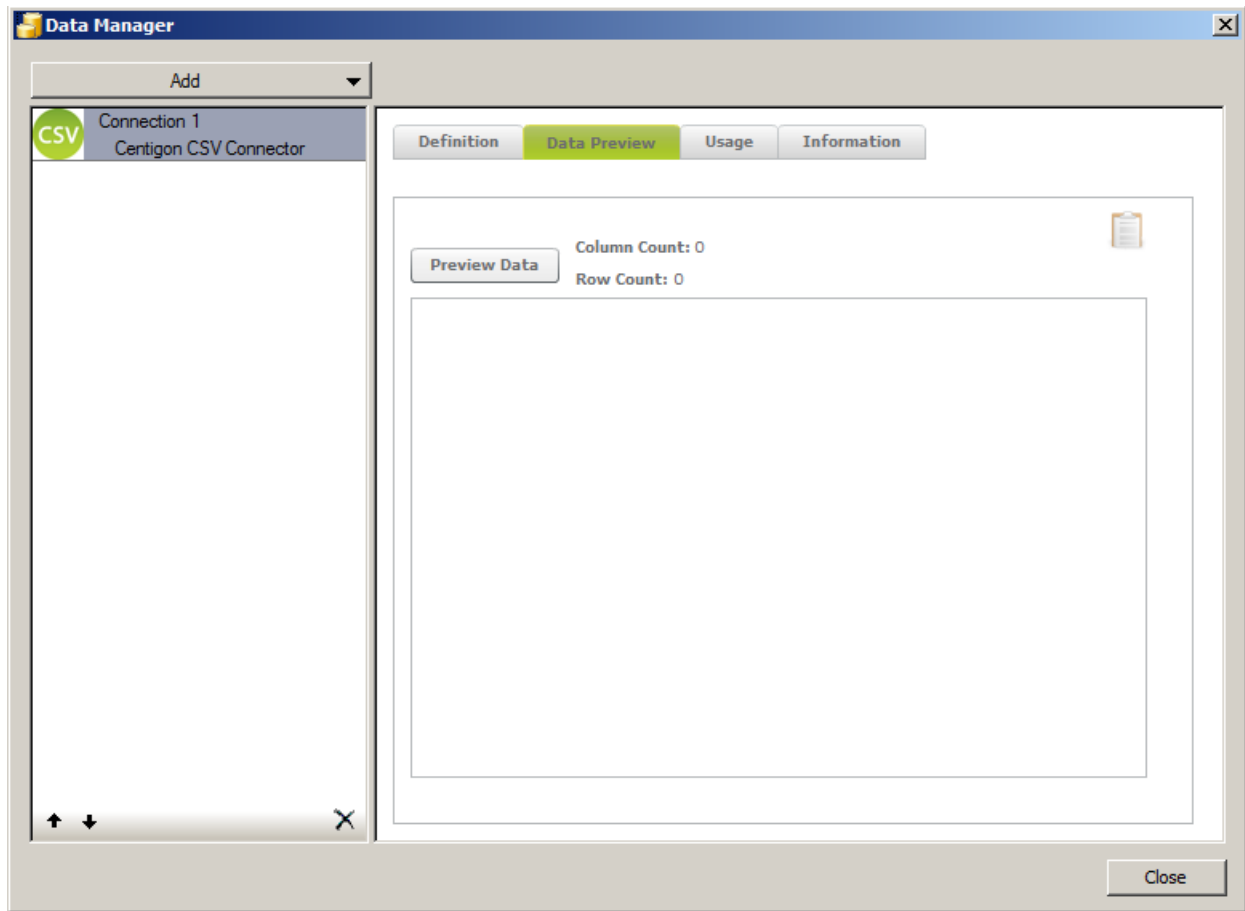 Data Manager
Add
CSV
Connection 1
Centigon CSV Connector
Definition
Data Preview
Usage
Information
Preview Data
Column Count: 0
Row Count: 0
Close